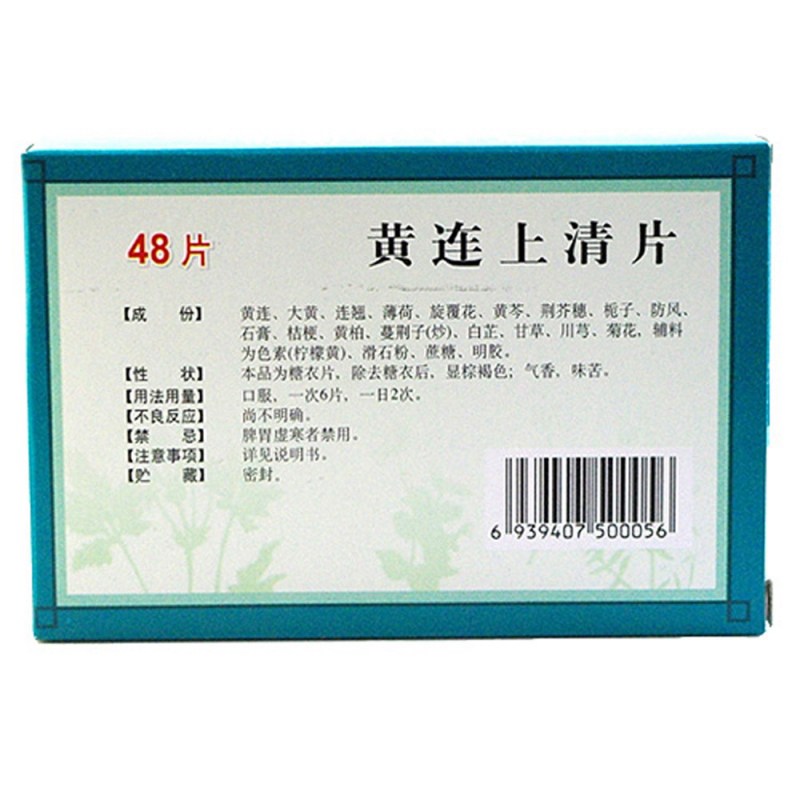 48片 黄连上清片
【成 份】 黄连、大黄、连翘、薄荷、旋覆花、黄芩、荆芥穗、栀子、防风、
石膏、桔梗、黄柏、蔓荆子(炒)、白芷、甘草、川芎、菊花，辅料
为色素(柠檬黄)、滑石粉、蔗糖、明胶。
【性 状】 本品为糖衣片，除去糖衣后，显棕褐色；气香，味苦。
【用法用量】 口服，一次6片，一日2次。
【不良反应】 尚不明确。
【禁 忌】 脾胃虚寒者禁用。
【注意事项】 详见说明书。
【贮 藏】 密封。
6 939407 500056